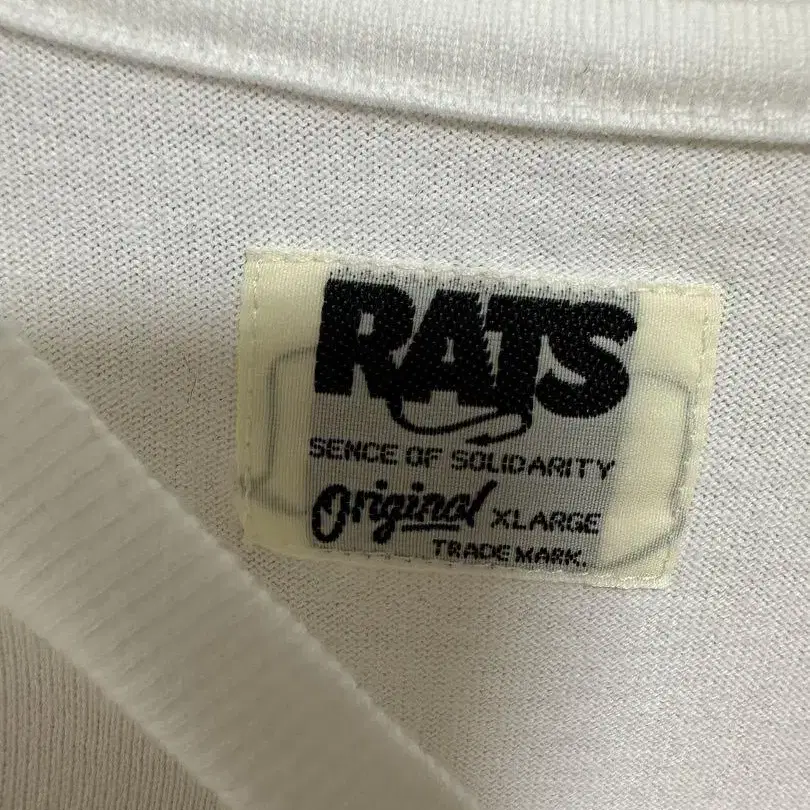 RATS
SENCE OF SOLIDARITY
Original XLARGE
TRADE MARK.